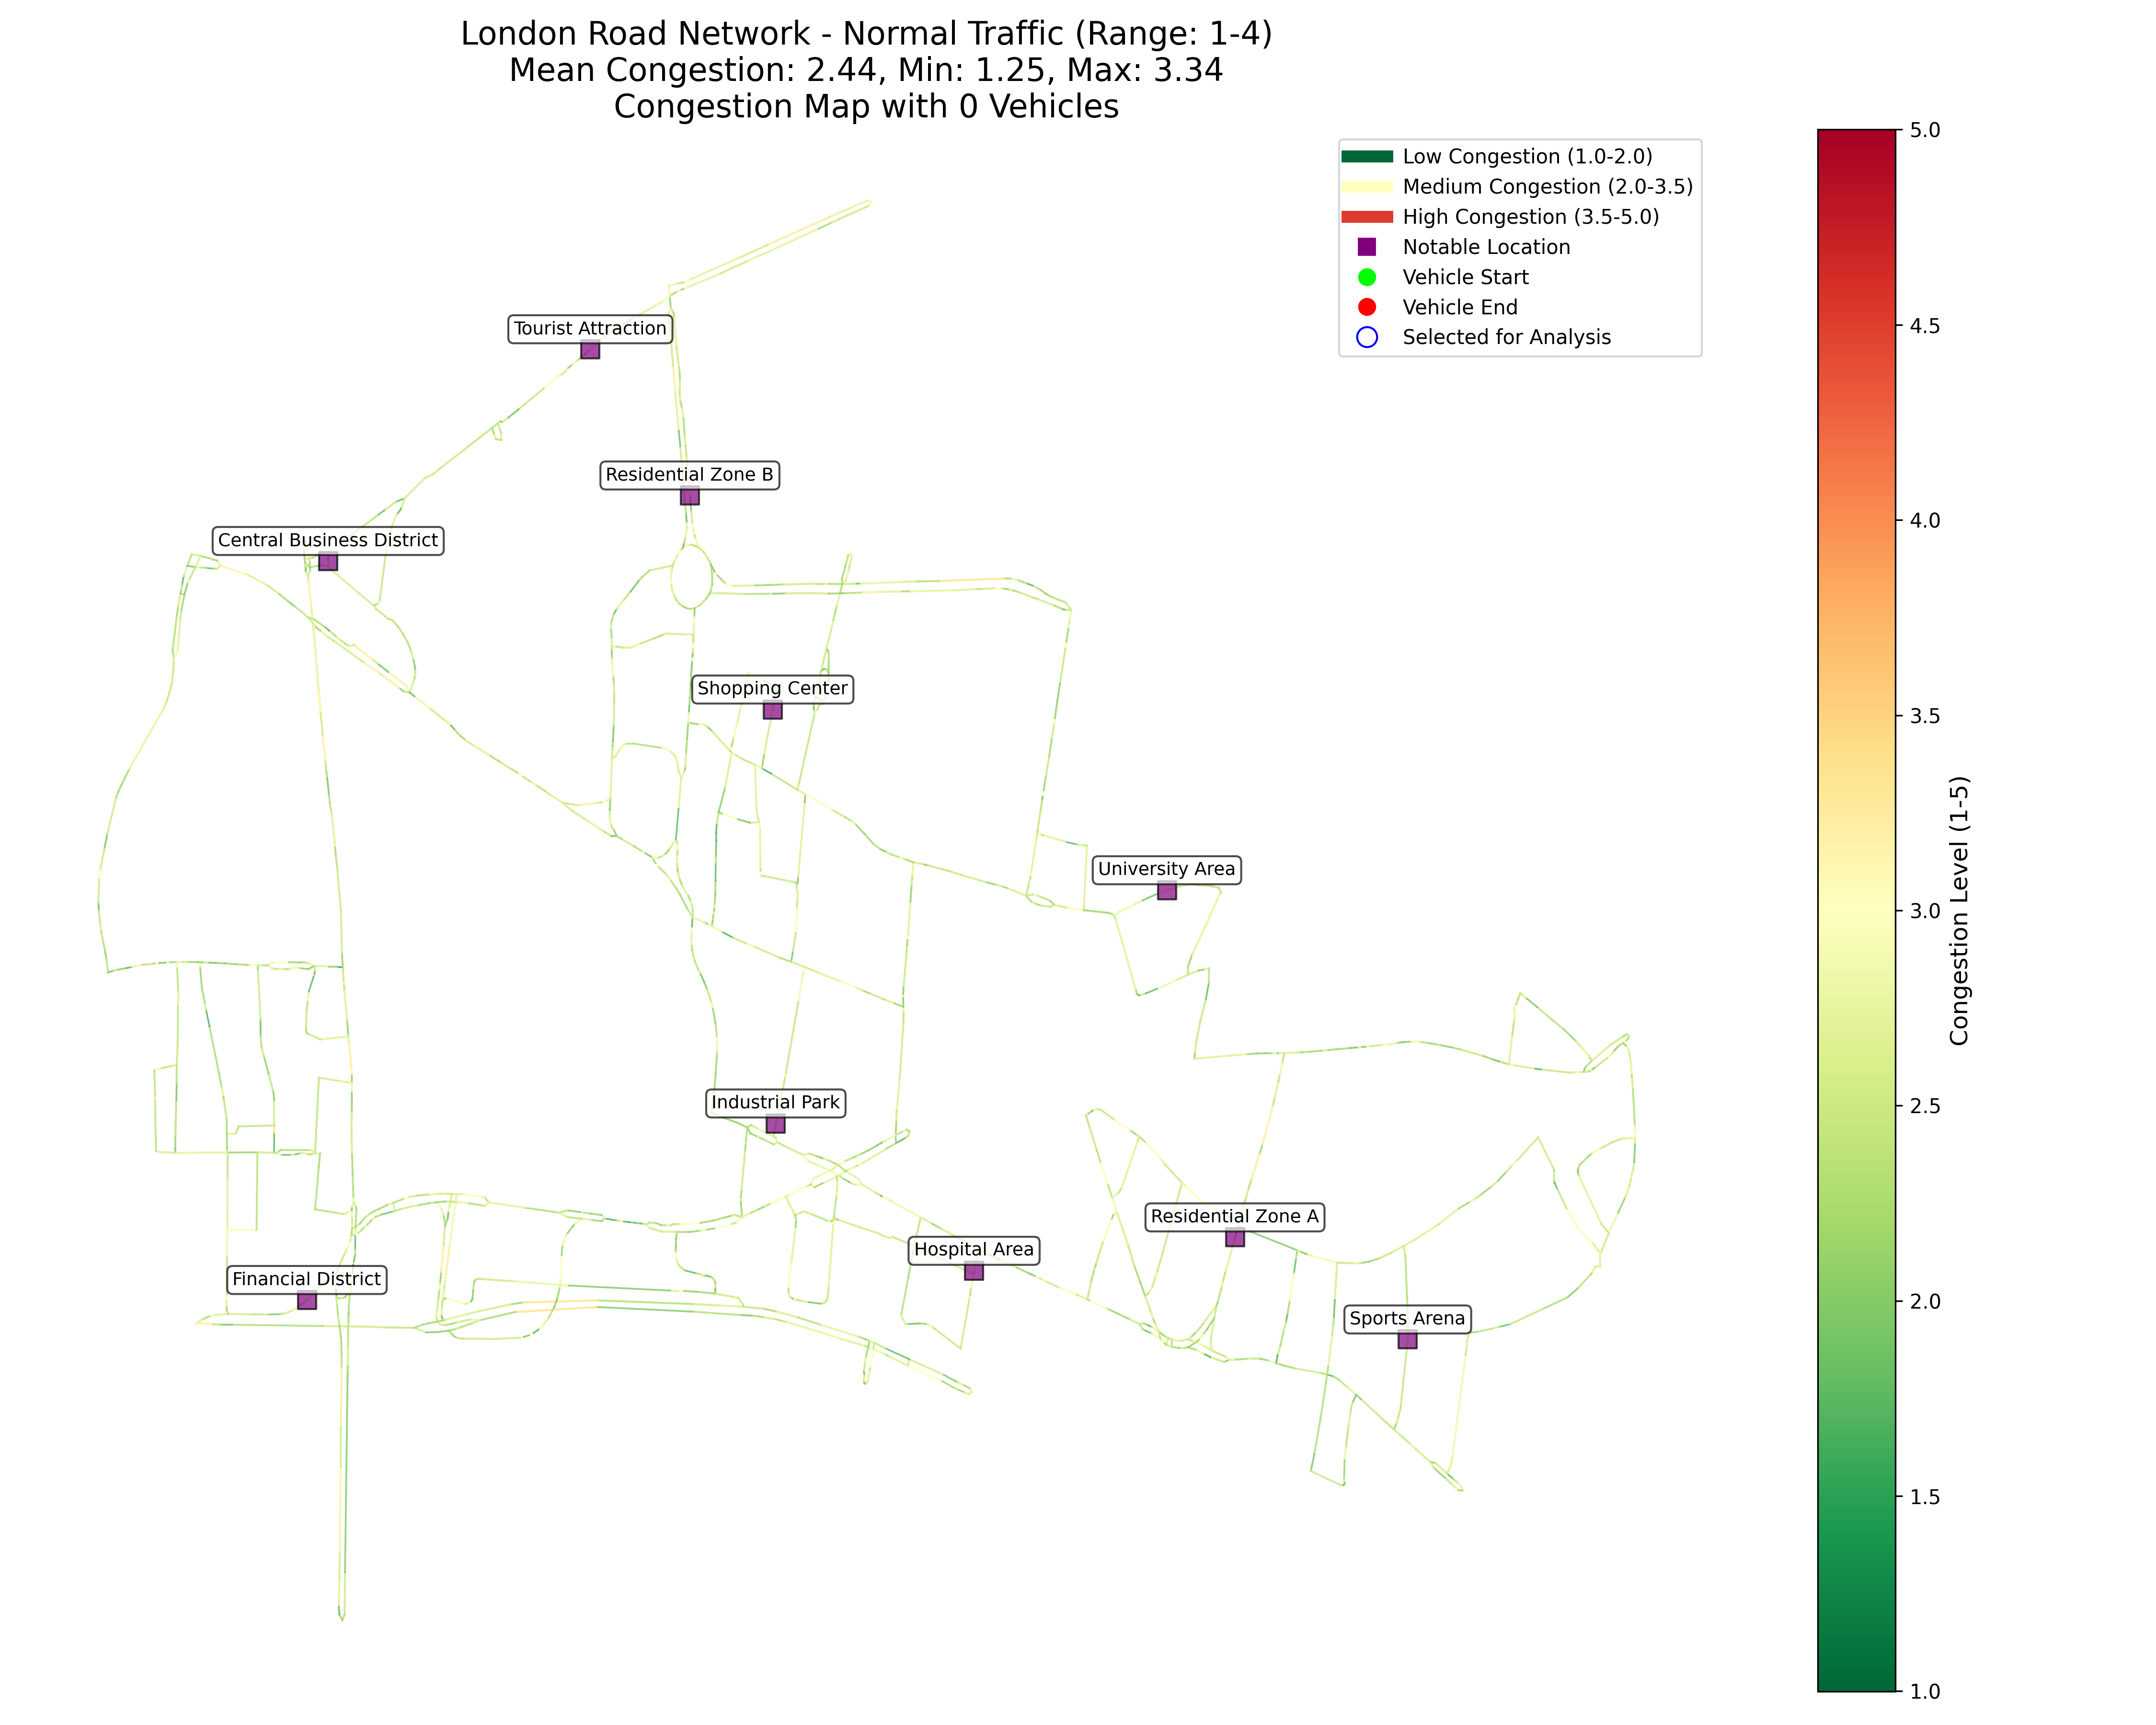 London Road Network - Normal Traffic (Range: 1-4)
Mean Congestion: 2.44, Min: 1.25, Max: 3.34
Congestion Map with 0 Vehicles
Low Congestion (1.0-2.0)
Medium Congestion (2.0-3.5)
High Congestion (3.5-5.0)
Notable Location
Vehicle Start
Vehicle End
Selected for Analysis
Tourist Attraction
Residential Zone B
Central Business District
Shopping Center
University Area
Industrial Park
Residential Zone A
Hospital Area
Financial District
Sports Arena
5.0
4.5
4.0
3.5
3.0
2.5
2.0
1.5
1.0
Congestion Level (1-5)